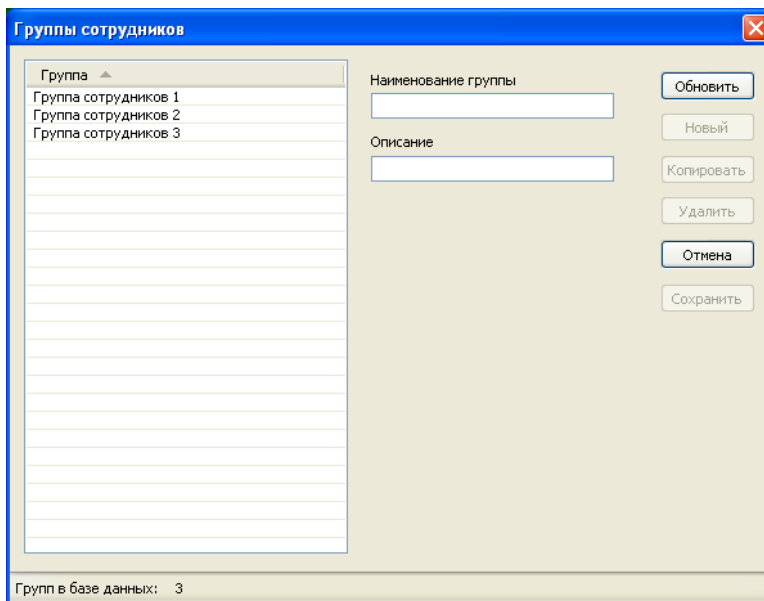 Группы сотрудников
Группа
Группа сотрудников 1
Группа сотрудников 2
Группа сотрудников 3
Наименование группы
Описание
Обновить
Новый
Копировать
Удалить
Отмена
Сохранить
Групп в базе данных: 3